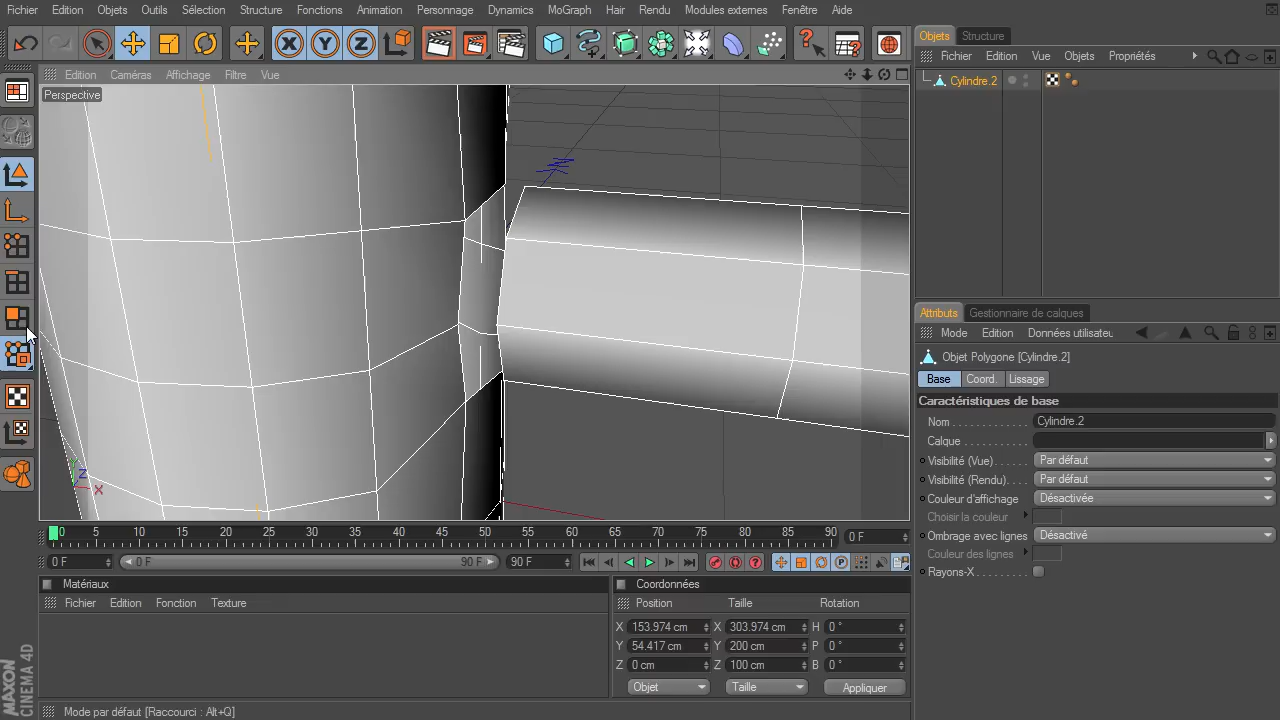 Fichier Edition Objets Outils Sélection Structure Fonctions Animation Personnage Dynamics MoGraph Hair Rendu Modules externes Fenêtre Aide
Edition Caméras Affichage Filtre Vue
Perspective
Objets Structure
Fichier Edition Vue Objets Propriétés
Cylindre.2
Attributs Gestionnaire de calques
Mode Edition Données utilisateu
Objet Polygone [Cylindre.2]
Base Coord. Lissage
Caractéristiques de base
Nom Cylindre.2
Calque
Visibilité (Vue) Par défaut
Visibilité (Rendu) Par défaut
Couleur d'affichage Désactivée
Choisir la couleur
Ombrage avec lignes Désactivé
Couleur des lignes
Rayons-X
X Y Z
Z Y X
0 5 10 15 20 25 30 35 40 45 50 55 60 65 70 75 80 85 90 0 F
0 F 0 F 90 F 90 F
Matériaux
Fichier Edition Fonction Texture
Coordonnées
Position Taille Rotation
X 153.974 cm X 303.974 cm H 0 °
Y 54.417 cm Y 200 cm P 0 °
Z 0 cm Z 100 cm B 0 °
Objet Taille Appliquer
MAXON CINEMA 4D
Mode par défaut [Raccourci : Alt+Q]